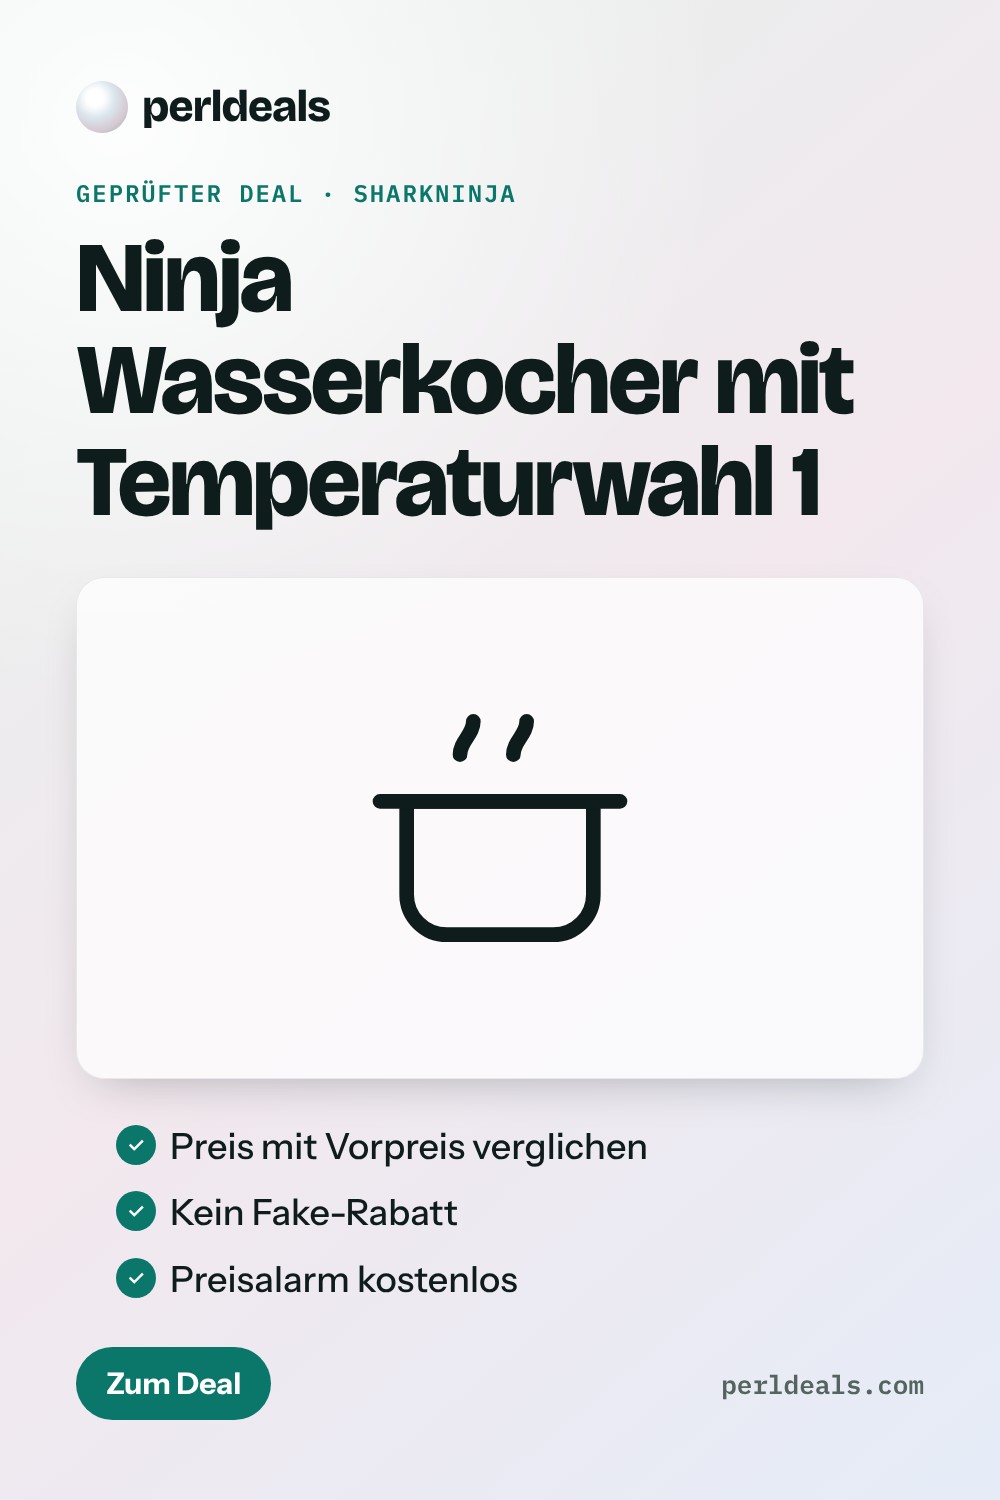 perldeals
GEPRÜFTER DEAL · SHARKNINJA
Ninja
Wasserkocher mit
Temperaturwahl 1
Preis mit Vorpreis verglichen
Kein Fake-Rabatt
Preisalarm kostenlos
Zum Deal
perldeals.com